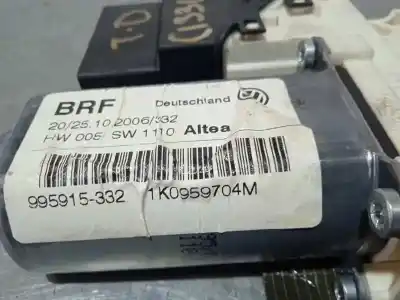 T.D
BRF Deutschland
20/25.10.2006/332
HW 005 SW 1110 Altea
995915-332 1K0959704M